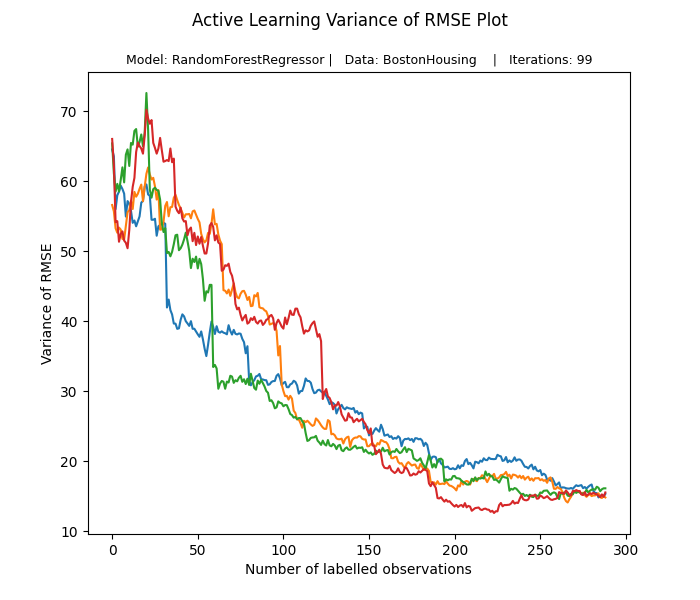 Active Learning Variance of RMSE Plot
Model: RandomForestRegressor |   Data: BostonHousing    |   Iterations: 99
70
60
50
40
30
20
10
Variance of RMSE
0 50 100 150 200 250 300
Number of labelled observations